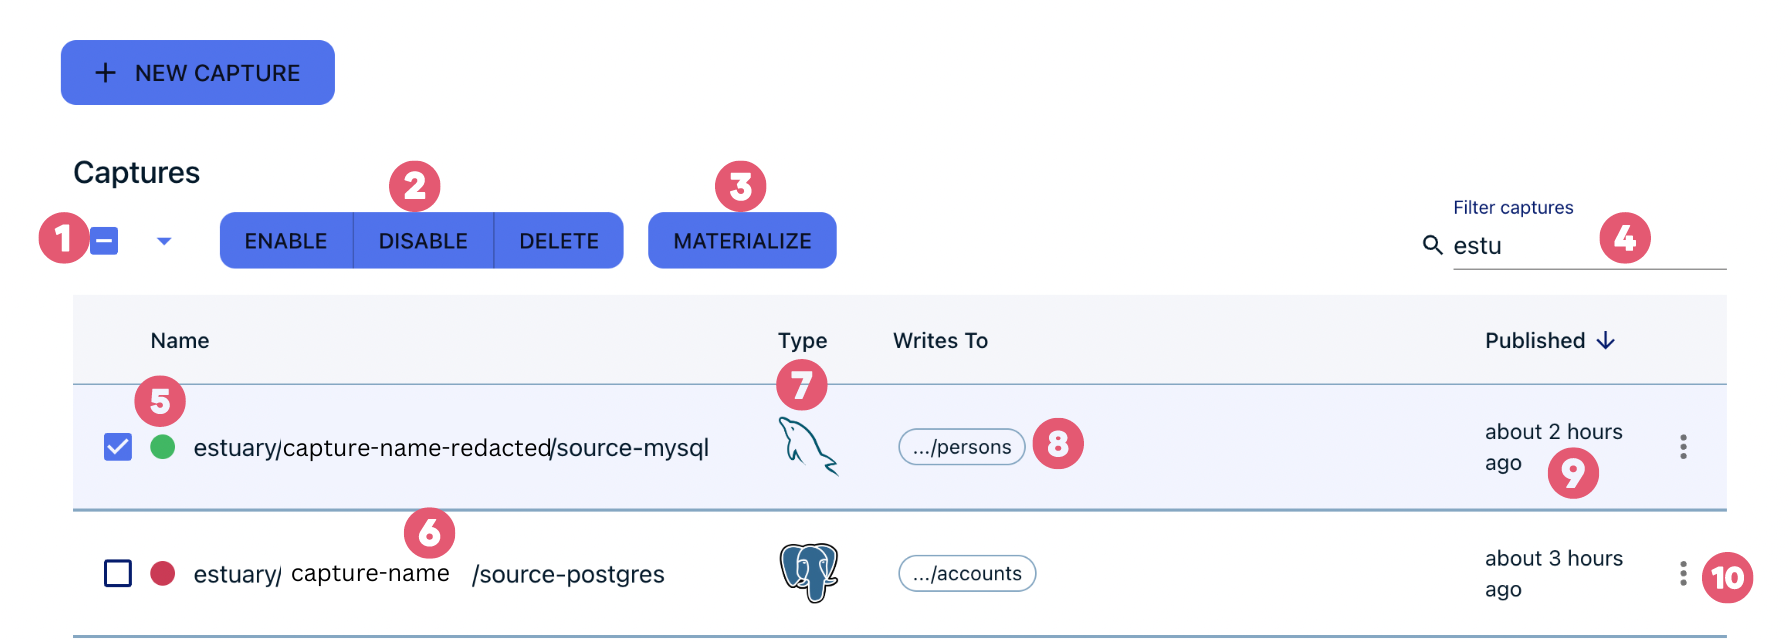 + NEW CAPTURE
Captures
1
2
3
ENABLE DISABLE DELETE MATERIALIZE
Filter captures
estu
4
Name Type Writes To Published
5
7
estuary/capture-name-redacted/source-mysql
.../persons
8
about 2 hours
ago
9
6
estuary/ capture-name /source-postgres
.../accounts
about 3 hours
ago
10